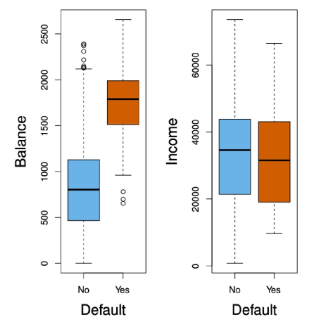 Balance
2500
2000
1500
1000
500
0
No Yes
Default
Income
60000
40000
20000
0
No Yes
Default